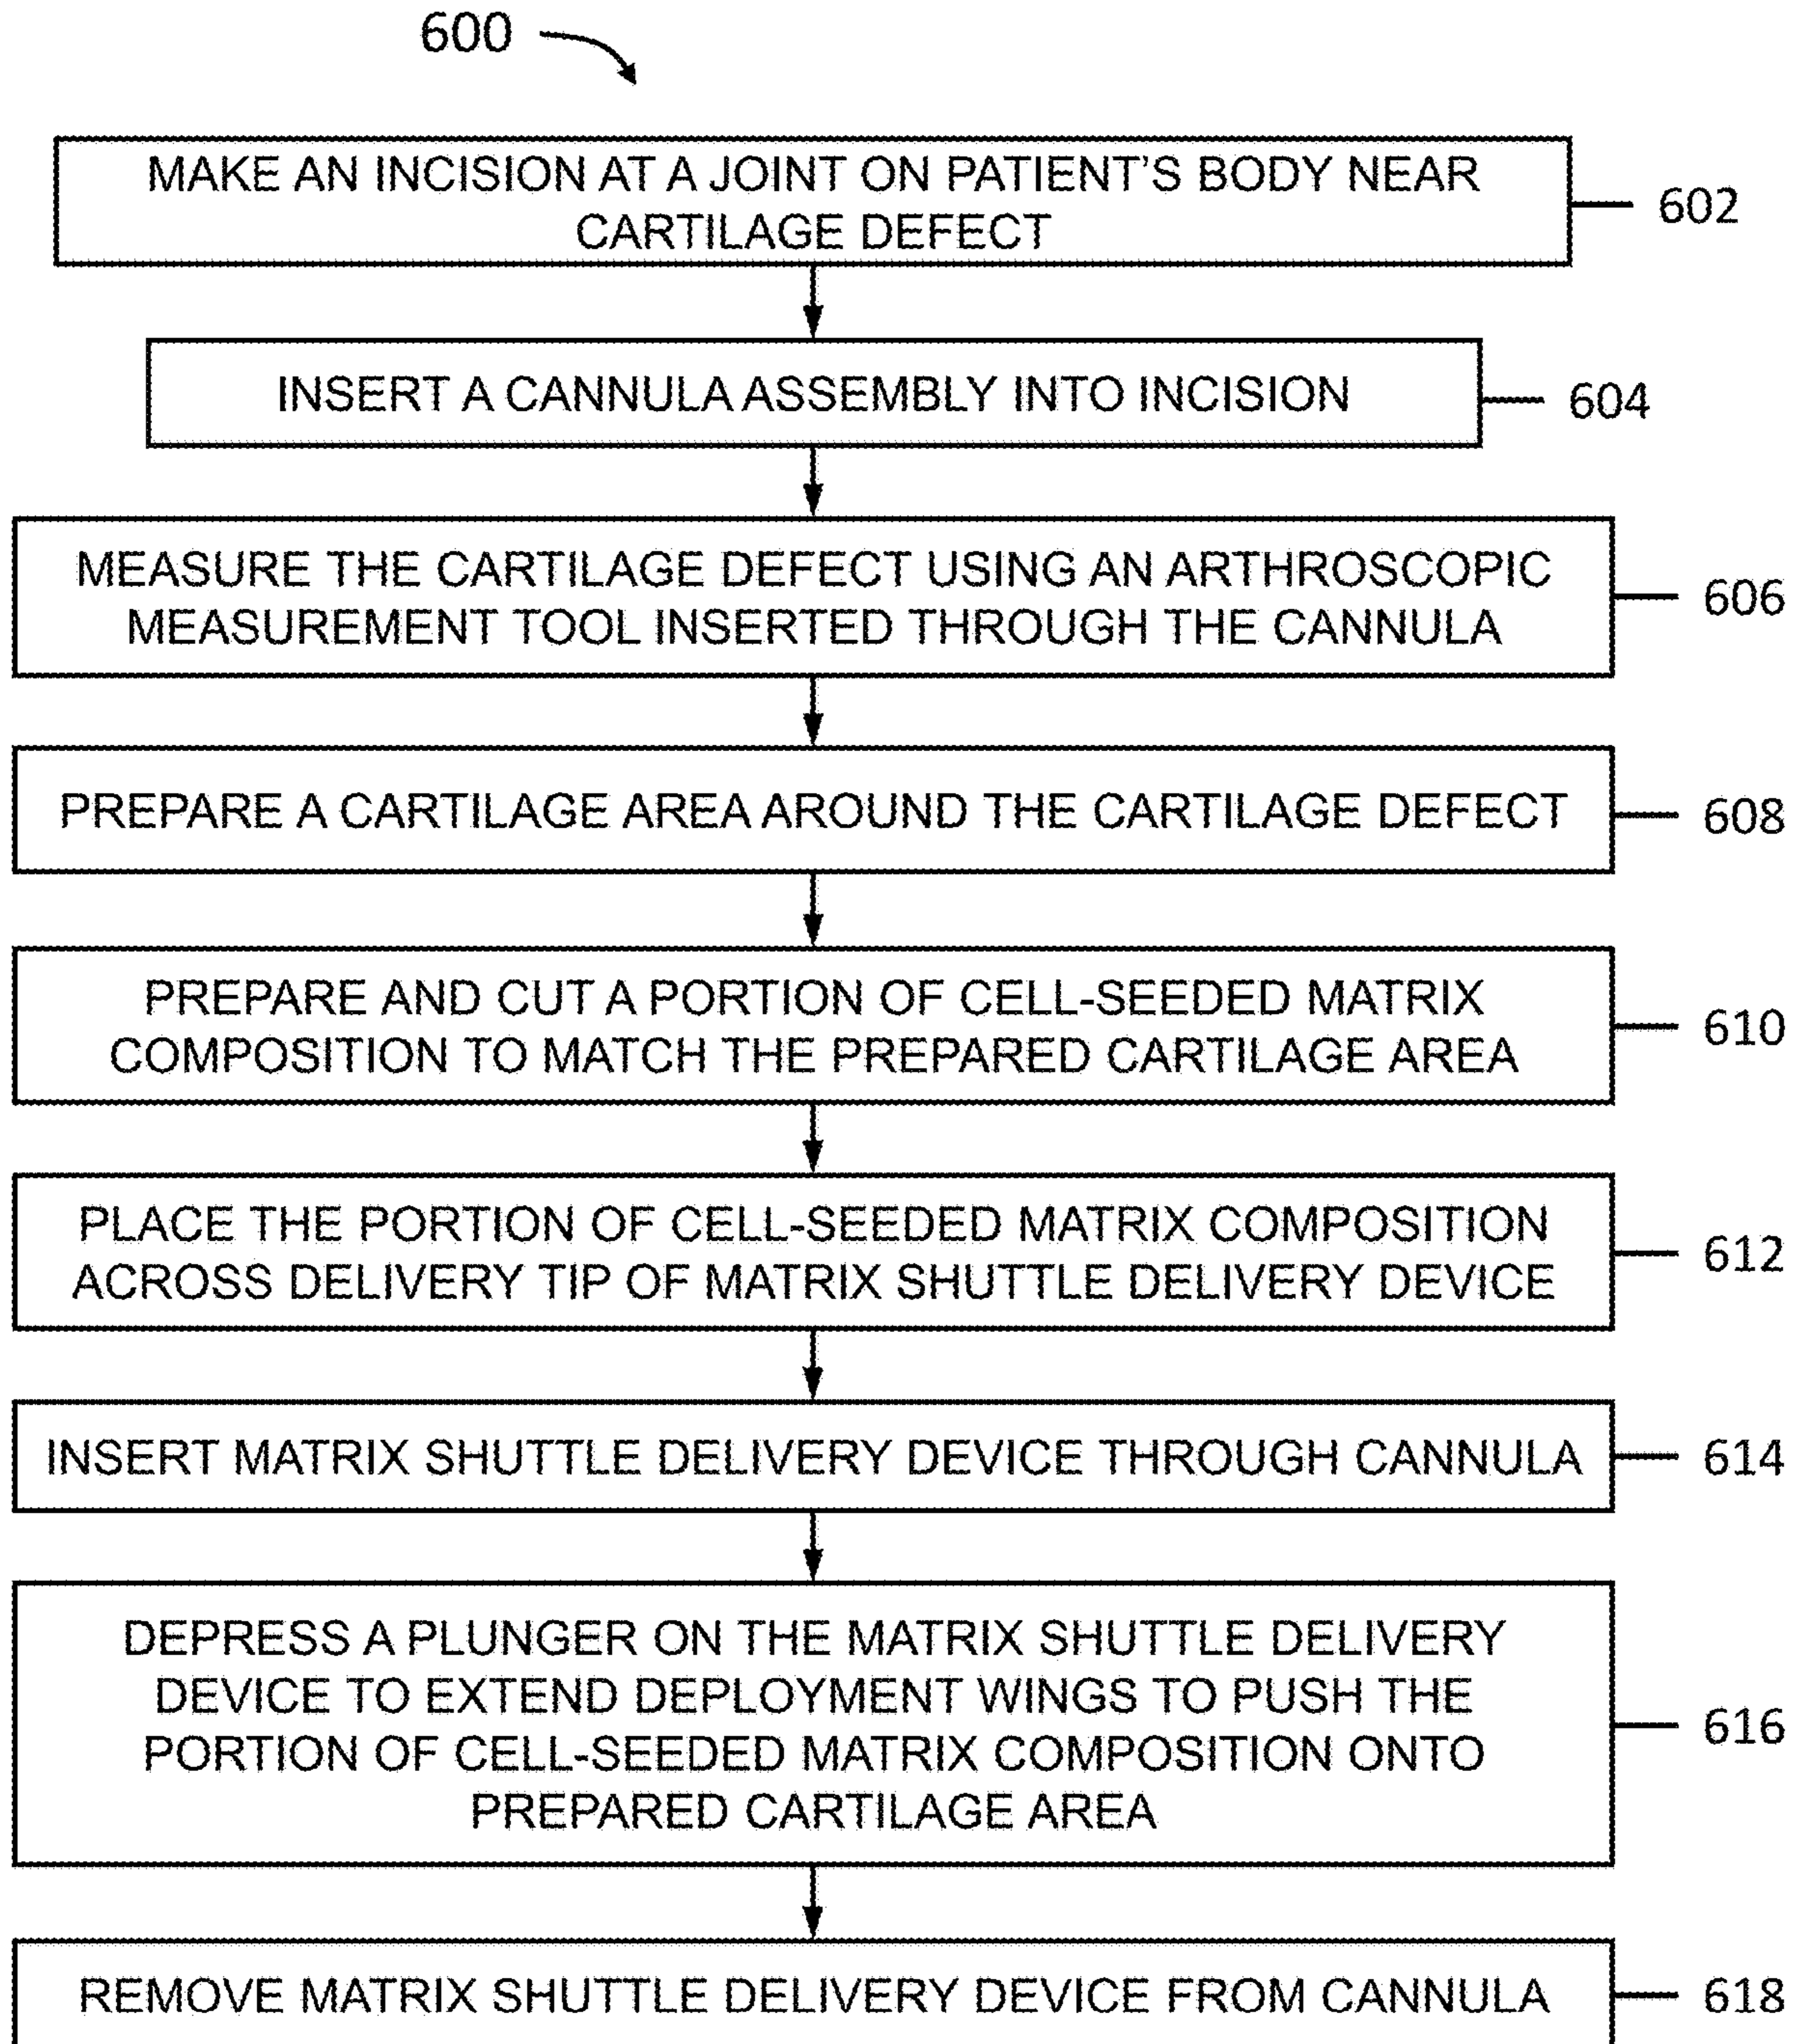 600
MAKE AN INCISION AT A JOINT ON PATIENT'S BODY NEAR
CARTILAGE DEFECT
602
INSERT A CANNULA ASSEMBLY INTO INCISION
604
MEASURE THE CARTILAGE DEFECT USING AN ARTHROSCOPIC
MEASUREMENT TOOL INSERTED THROUGH THE CANNULA
606
PREPARE A CARTILAGE AREA AROUND THE CARTILAGE DEFECT
608
PREPARE AND CUT A PORTION OF CELL-SEEDED MATRIX
COMPOSITION TO MATCH THE PREPARED CARTILAGE AREA
610
PLACE THE PORTION OF CELL-SEEDED MATRIX COMPOSITION
ACROSS DELIVERY TIP OF MATRIX SHUTTLE DELIVERY DEVICE
612
INSERT MATRIX SHUTTLE DELIVERY DEVICE THROUGH CANNULA
614
DEPRESS A PLUNGER ON THE MATRIX SHUTTLE DELIVERY
DEVICE TO EXTEND DEPLOYMENT WINGS TO PUSH THE
PORTION OF CELL-SEEDED MATRIX COMPOSITION ONTO
PREPARED CARTILAGE AREA
616
REMOVE MATRIX SHUTTLE DELIVERY DEVICE FROM CANNULA
618